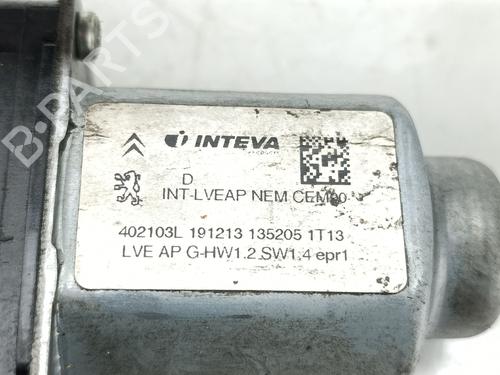 INTEVA
D
INT-LVEAP NEM CEM00
402103L 191213 135205 1T13
LVE AP G-HW1.2 SW1.4 epr1
B-PARTS